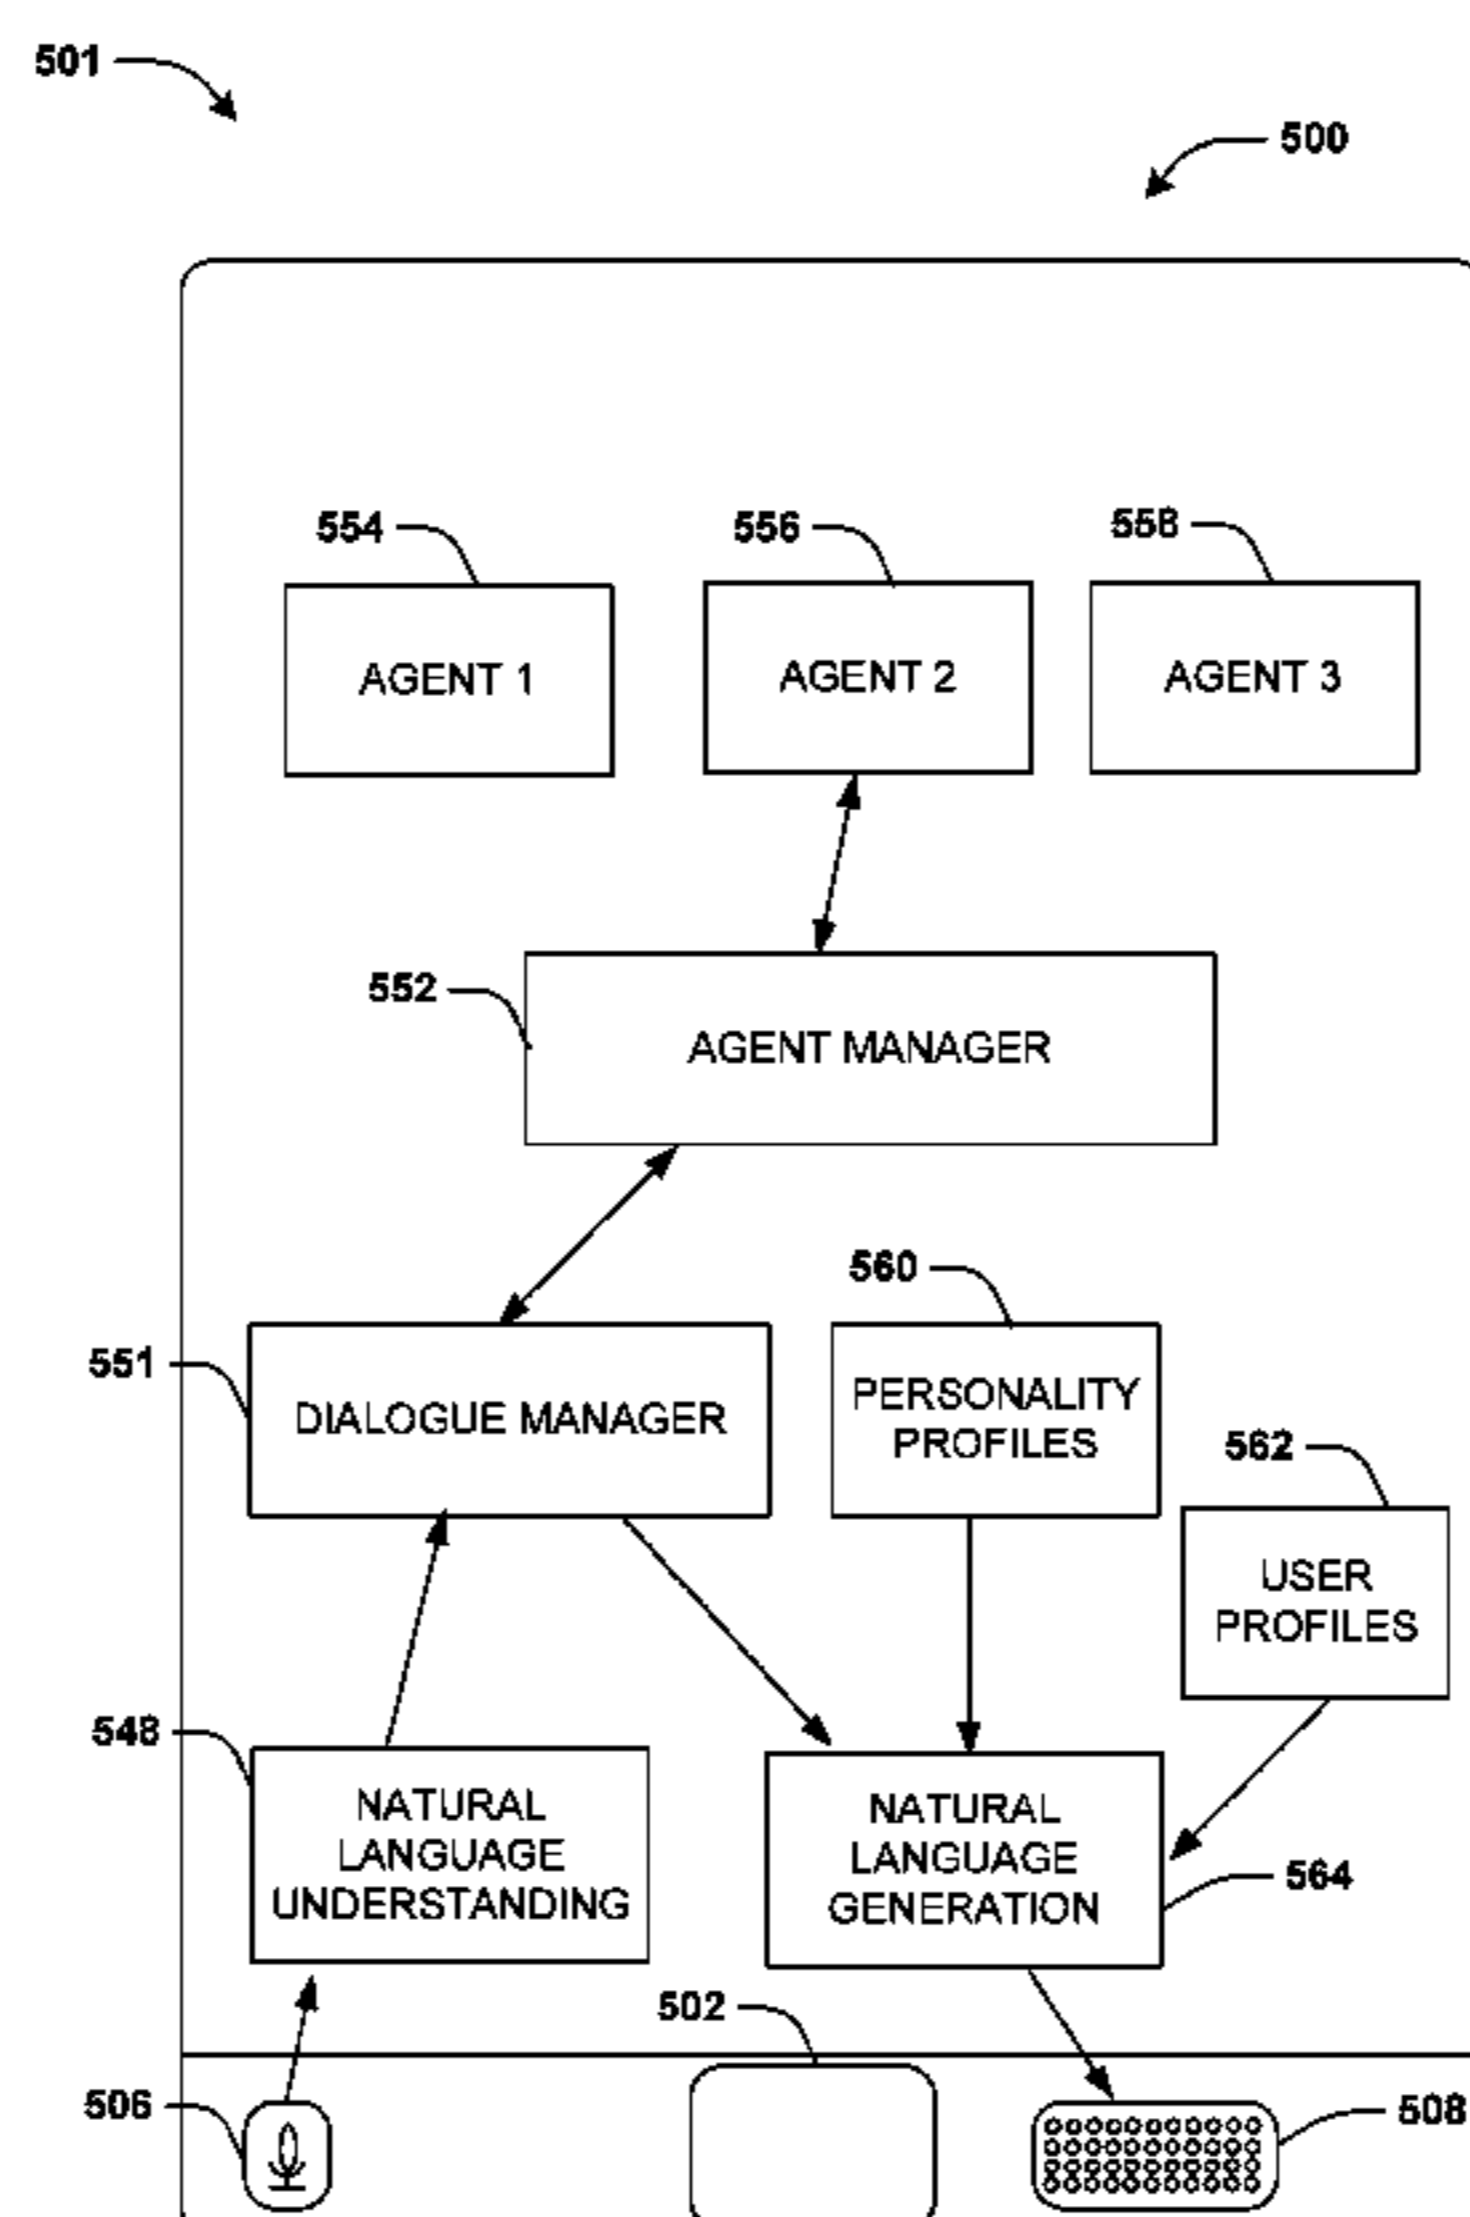 501
500
554
556
558
AGENT 1
AGENT 2
AGENT 3
552
AGENT MANAGER
560
551
DIALOGUE MANAGER
PERSONALITY
PROFILES
562
USER
PROFILES
548
NATURAL
LANGUAGE
UNDERSTANDING
NATURAL
LANGUAGE
GENERATION
564
502
506
508